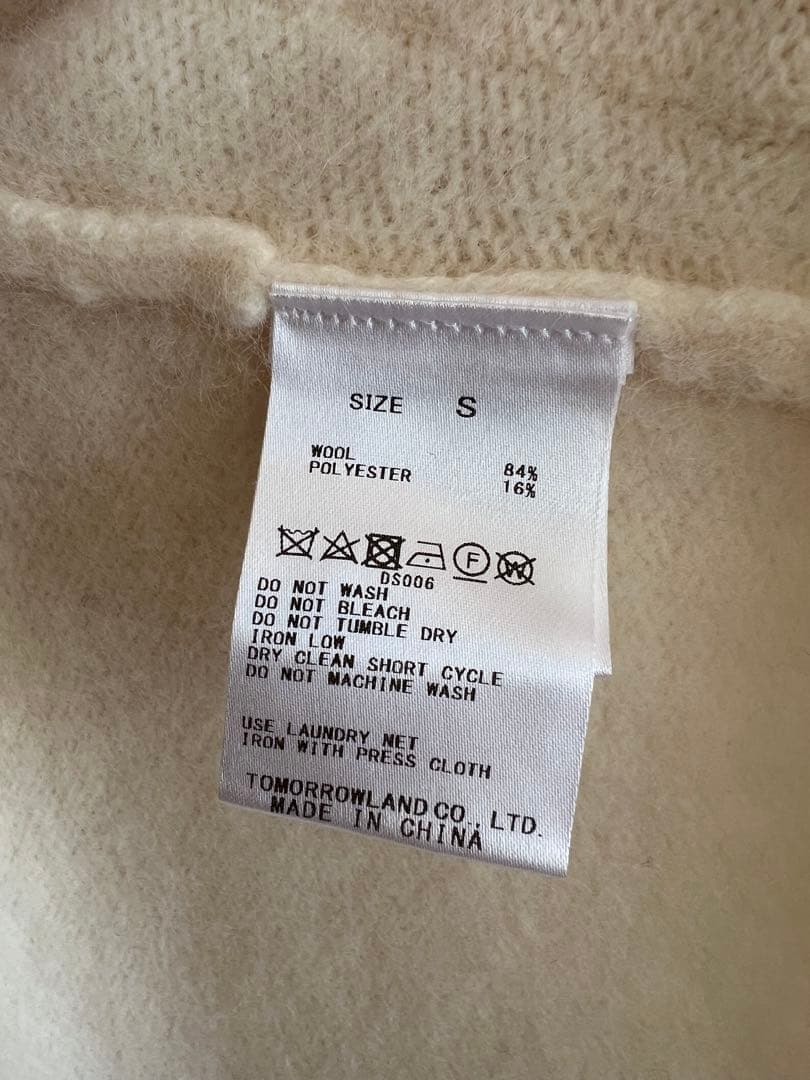 SIZE S
WOOL 84%
POLYESTER 16%
F W
DS006
DO NOT WASH
DO NOT BLEACH
DO NOT TUMBLE DRY
IRON LOW
DRY CLEAN SHORT CYCLE
DO NOT MACHINE WASH
USE LAUNDRY NET
IRON WITH PRESS CLOTH
TOMORROWLAND CO., LTD.
MADE IN CHINA